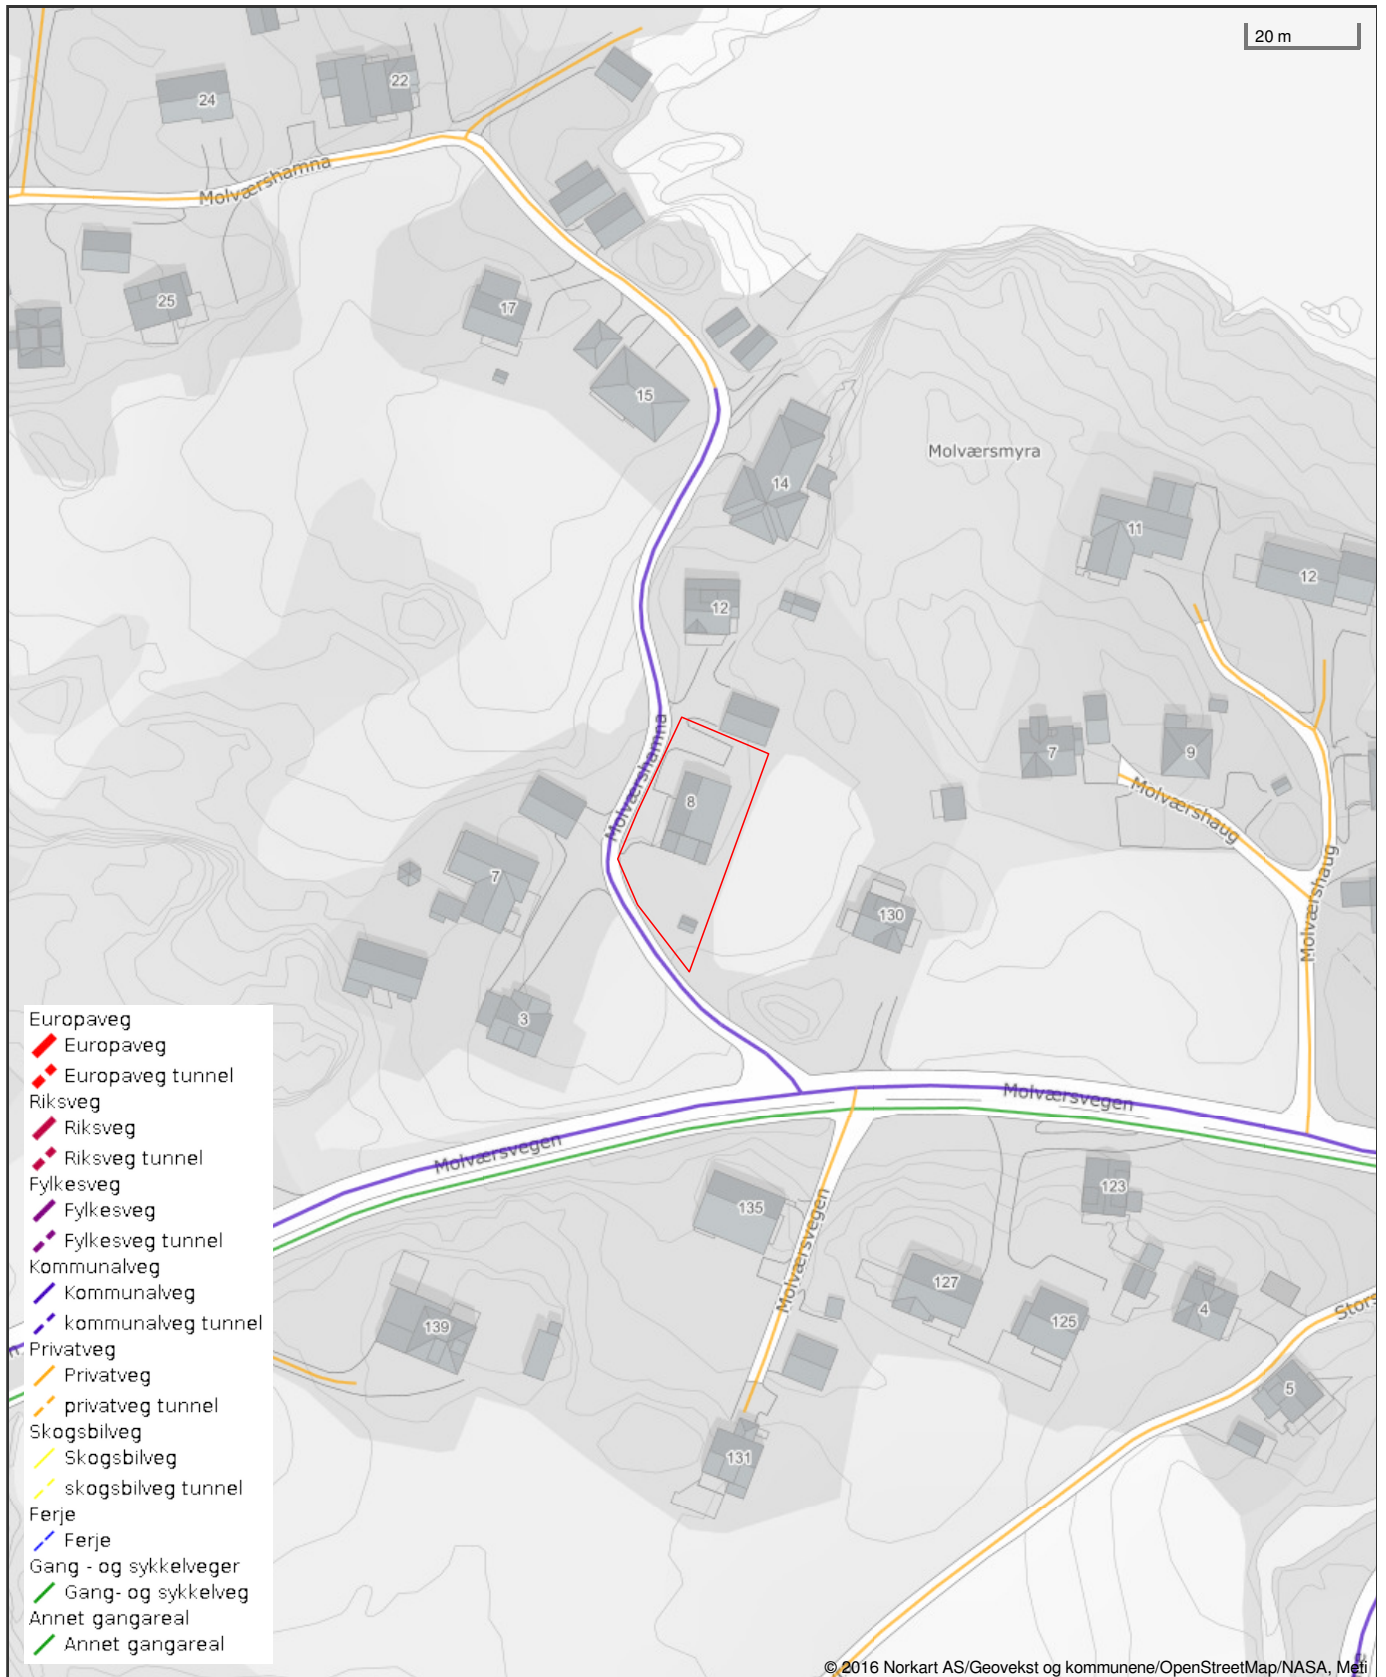 20 m
22
24
Molværshamna
25
17
15
Molværsmyra
14
11
12
12
Molværshamna
7
9
8
Molværshaug
7
130
Molværshaug
3
Molværsvegen
Molværsvegen
135
123
Molværsvegen
127
125
4
139
5
131
Europaveg
Europaveg
Europaveg tunnel
Riksveg
Riksveg
Riksveg tunnel
Fylkesveg
Fylkesveg
Fylkesveg tunnel
Kommunalveg
Kommunalveg
kommunalveg tunnel
Privatveg
Privatveg
privatveg tunnel
Skogsbilveg
Skogsbilveg
skogsbilveg tunnel
Ferje
Ferje
Gang - og sykkelveger
Gang- og sykkelveg
Annet gangareal
Annet gangareal
© 2016 Norkart AS/Geovekst og kommunene/OpenStreetMap/NASA, Meti